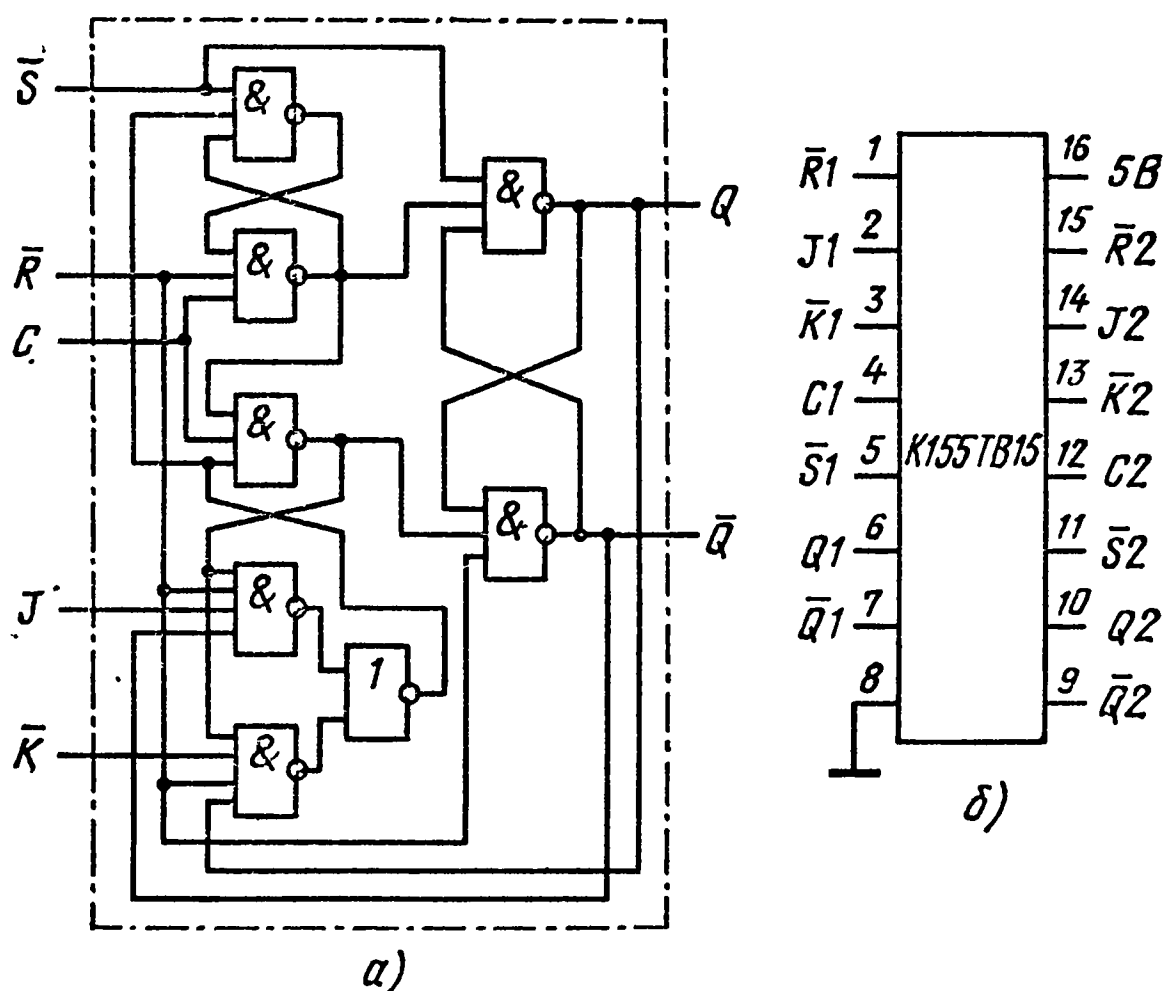 S̅
R̅
C
J
K̅
&
&
&
&
&
1
&
&
Q
Q̅
а)
R̅1 1
J1 2
K̅1 3
C1 4
S̅1 5
Q1 6
Q̅1 7
8
К155ТВ15
16 5В
15 R̅2
14 J2
13 K̅2
12 C2
11 S̅2
10 Q2
9 Q̅2
б)